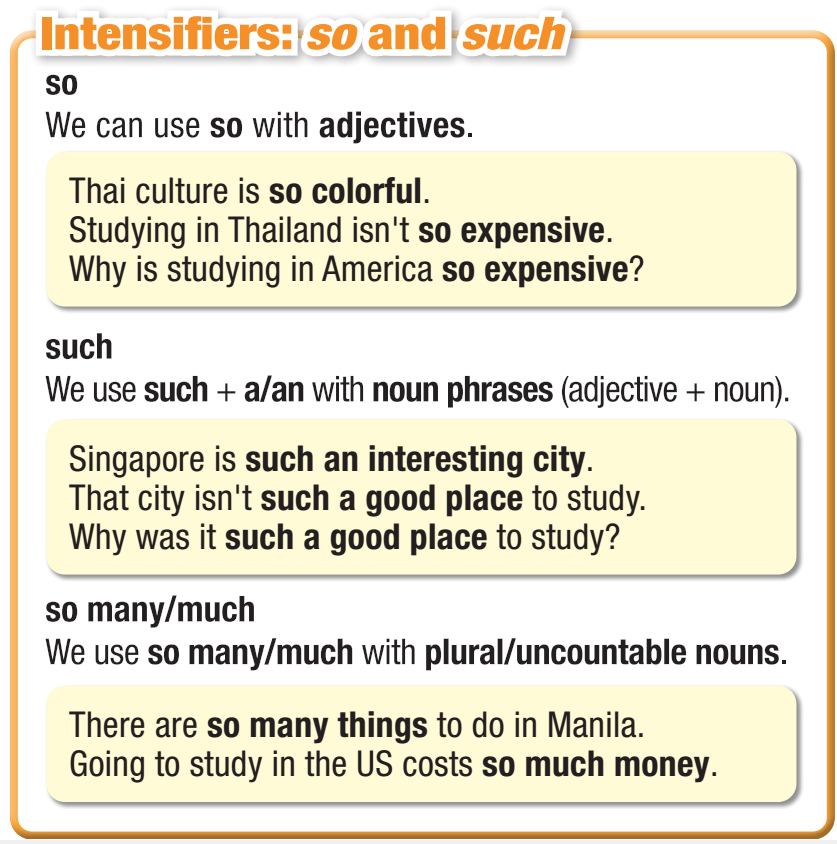 Intensifiers: so and such
so
We can use so with adjectives.
Thai culture is so colorful.
Studying in Thailand isn't so expensive.
Why is studying in America so expensive?
such
We use such + a/an with noun phrases (adjective + noun).
Singapore is such an interesting city.
That city isn't such a good place to study.
Why was it such a good place to study?
so many/much
We use so many/much with plural/uncountable nouns.
There are so many things to do in Manila.
Going to study in the US costs so much money.